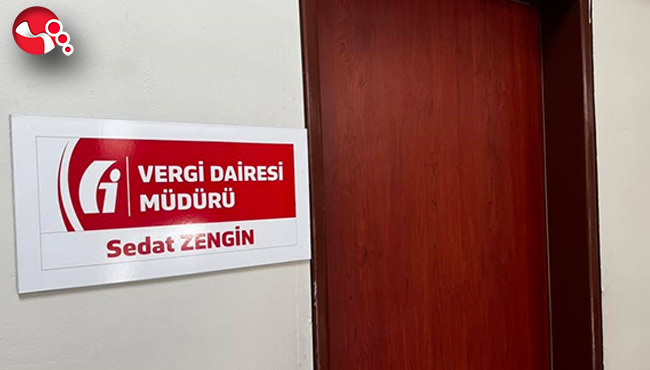 VERGİ DAİRESİ
MÜDÜRÜ
Sedat ZENGİN